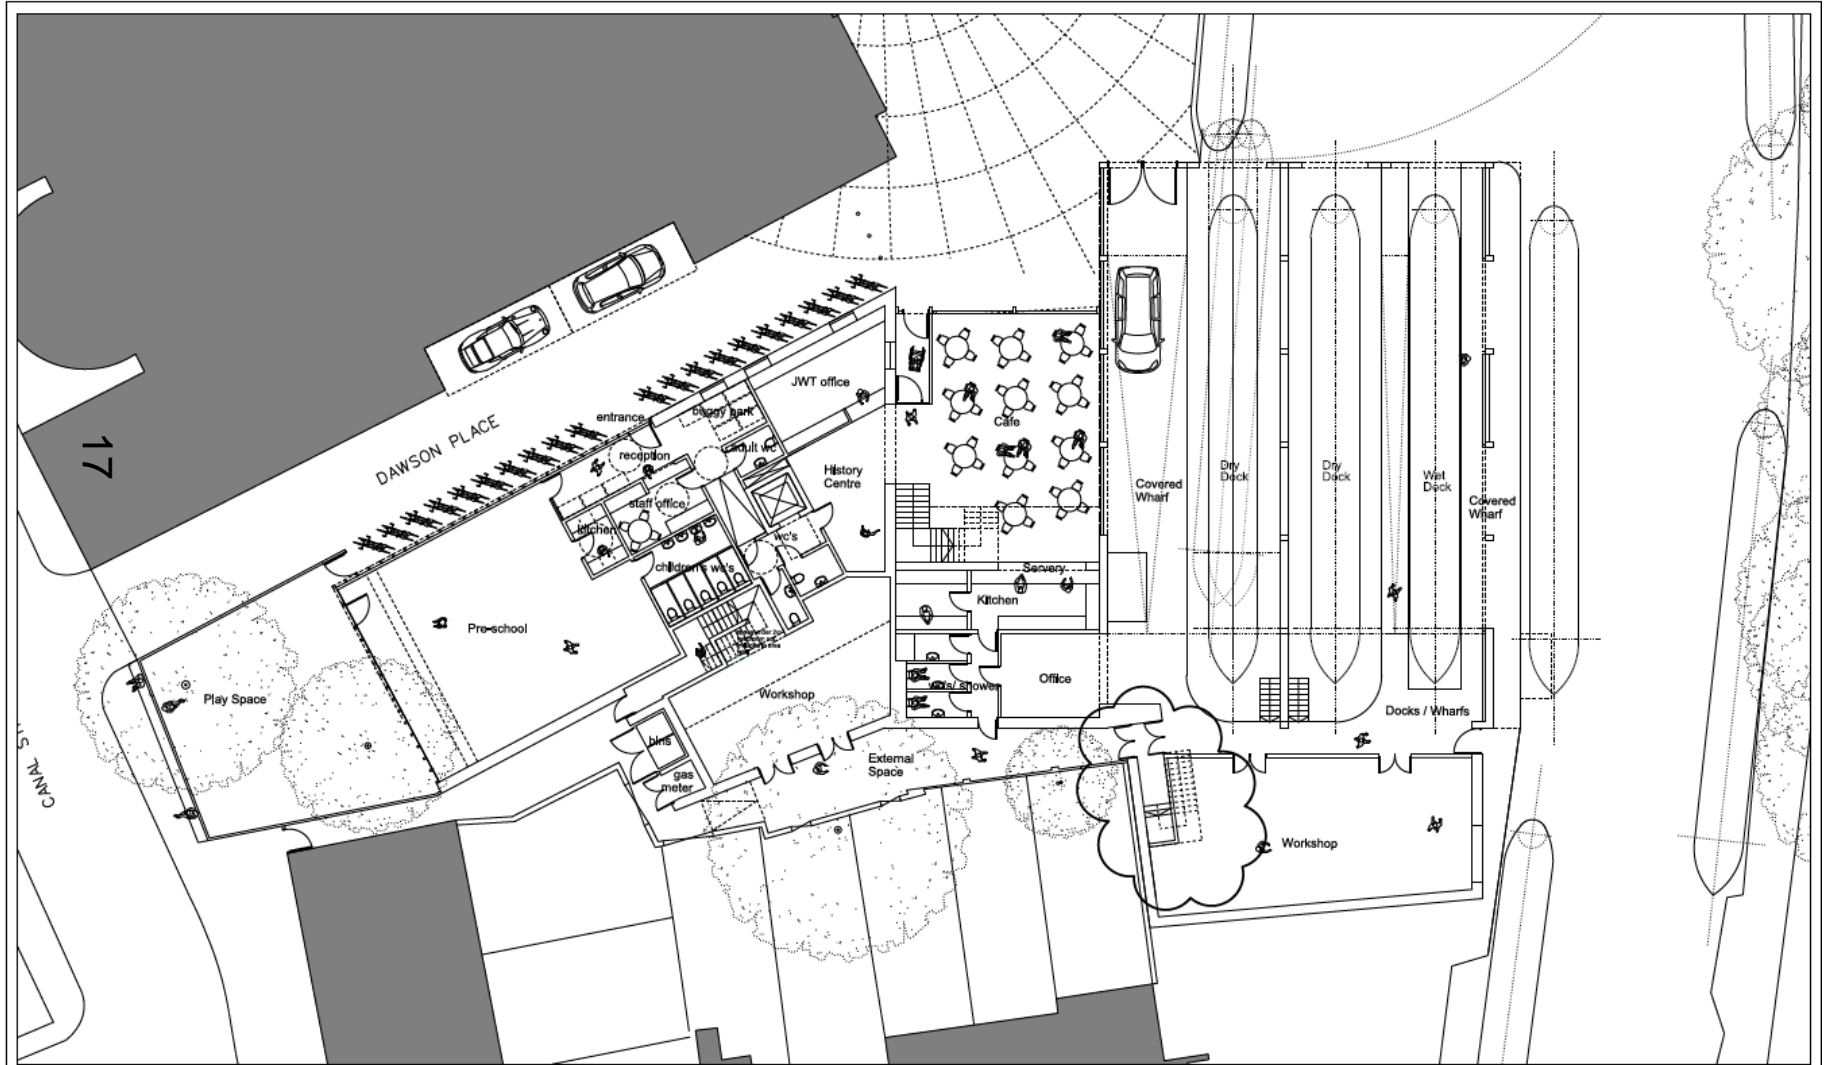 17
DAWSON PLACE
CANAL ST
entrance
buggy park
JWT office
reception
adult wc
staff office
kitchen
History
Centre
Cafe
wc's
children's wc's
Pre-school
Play Space
Workshop
bins
gas
meter
External
Space
Servery
Kitchen
wc's/ shower
Office
Covered
Wharf
Dry
Dock
Dry
Dock
Wet
Dock
Covered
Wharf
Docks / Wharfs
Workshop